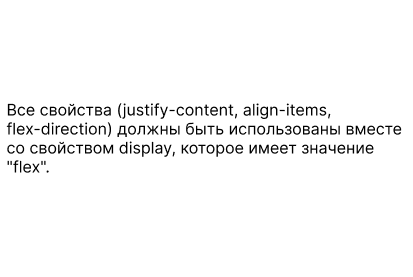 Все свойства (justify-content, align-items,
flex-direction) должны быть использованы вместе
со свойством display, которое имеет значение
"flex".